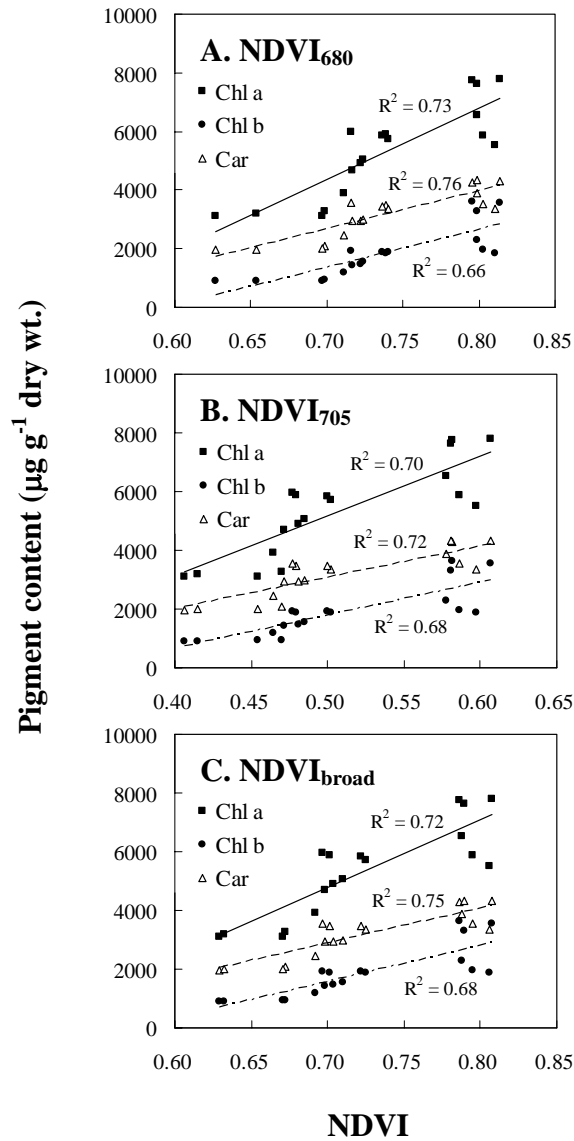 Pigment content (µg g⁻¹ dry wt.)
10000
8000
6000
4000
2000
0
A. NDVI₆₈₀
Chl a
Chl b
Car
R² = 0.73
R² = 0.76
R² = 0.66
0.60 0.65 0.70 0.75 0.80 0.85
10000
8000
6000
4000
2000
0
B. NDVI₇₀₅
Chl a
Chl b
Car
R² = 0.70
R² = 0.72
R² = 0.68
0.40 0.45 0.50 0.55 0.60 0.65
10000
8000
6000
4000
2000
0
C. NDVIbroad
Chl a
Chl b
Car
R² = 0.72
R² = 0.75
R² = 0.68
0.60 0.65 0.70 0.75 0.80 0.85
NDVI